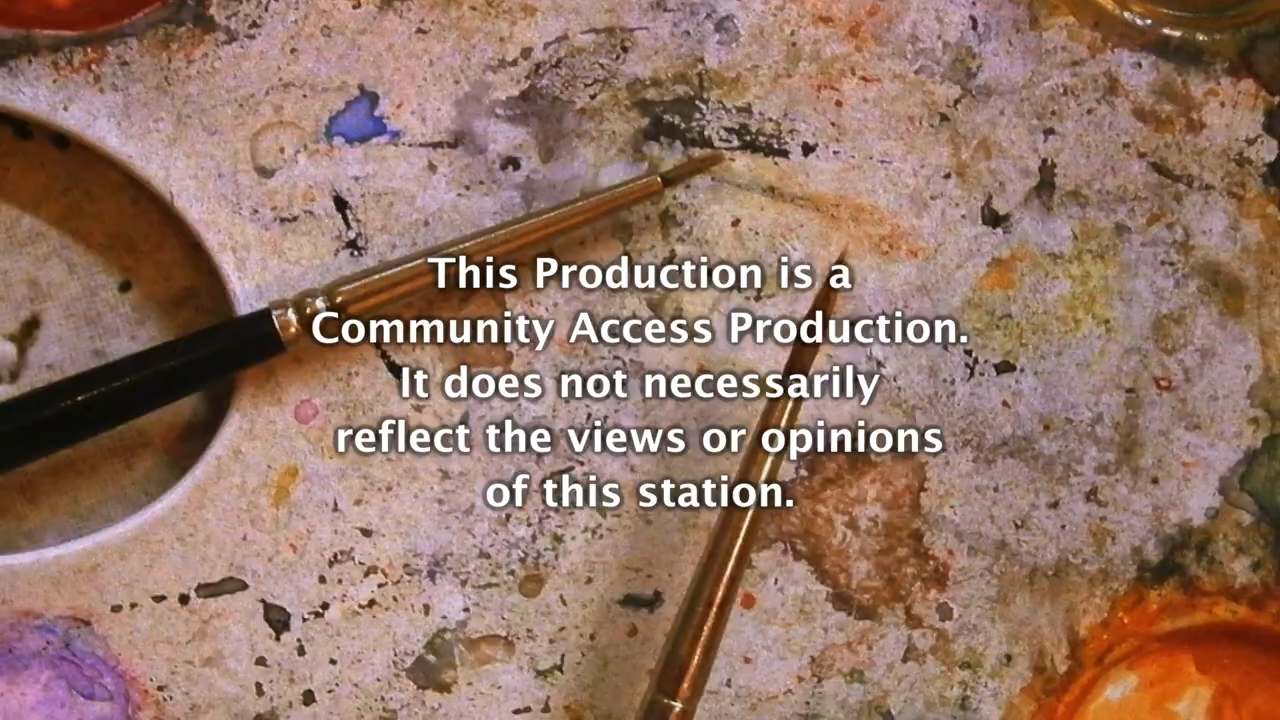 This Production is a
Community Access Production.
It does not necessarily
reflect the views or opinions
of this station.